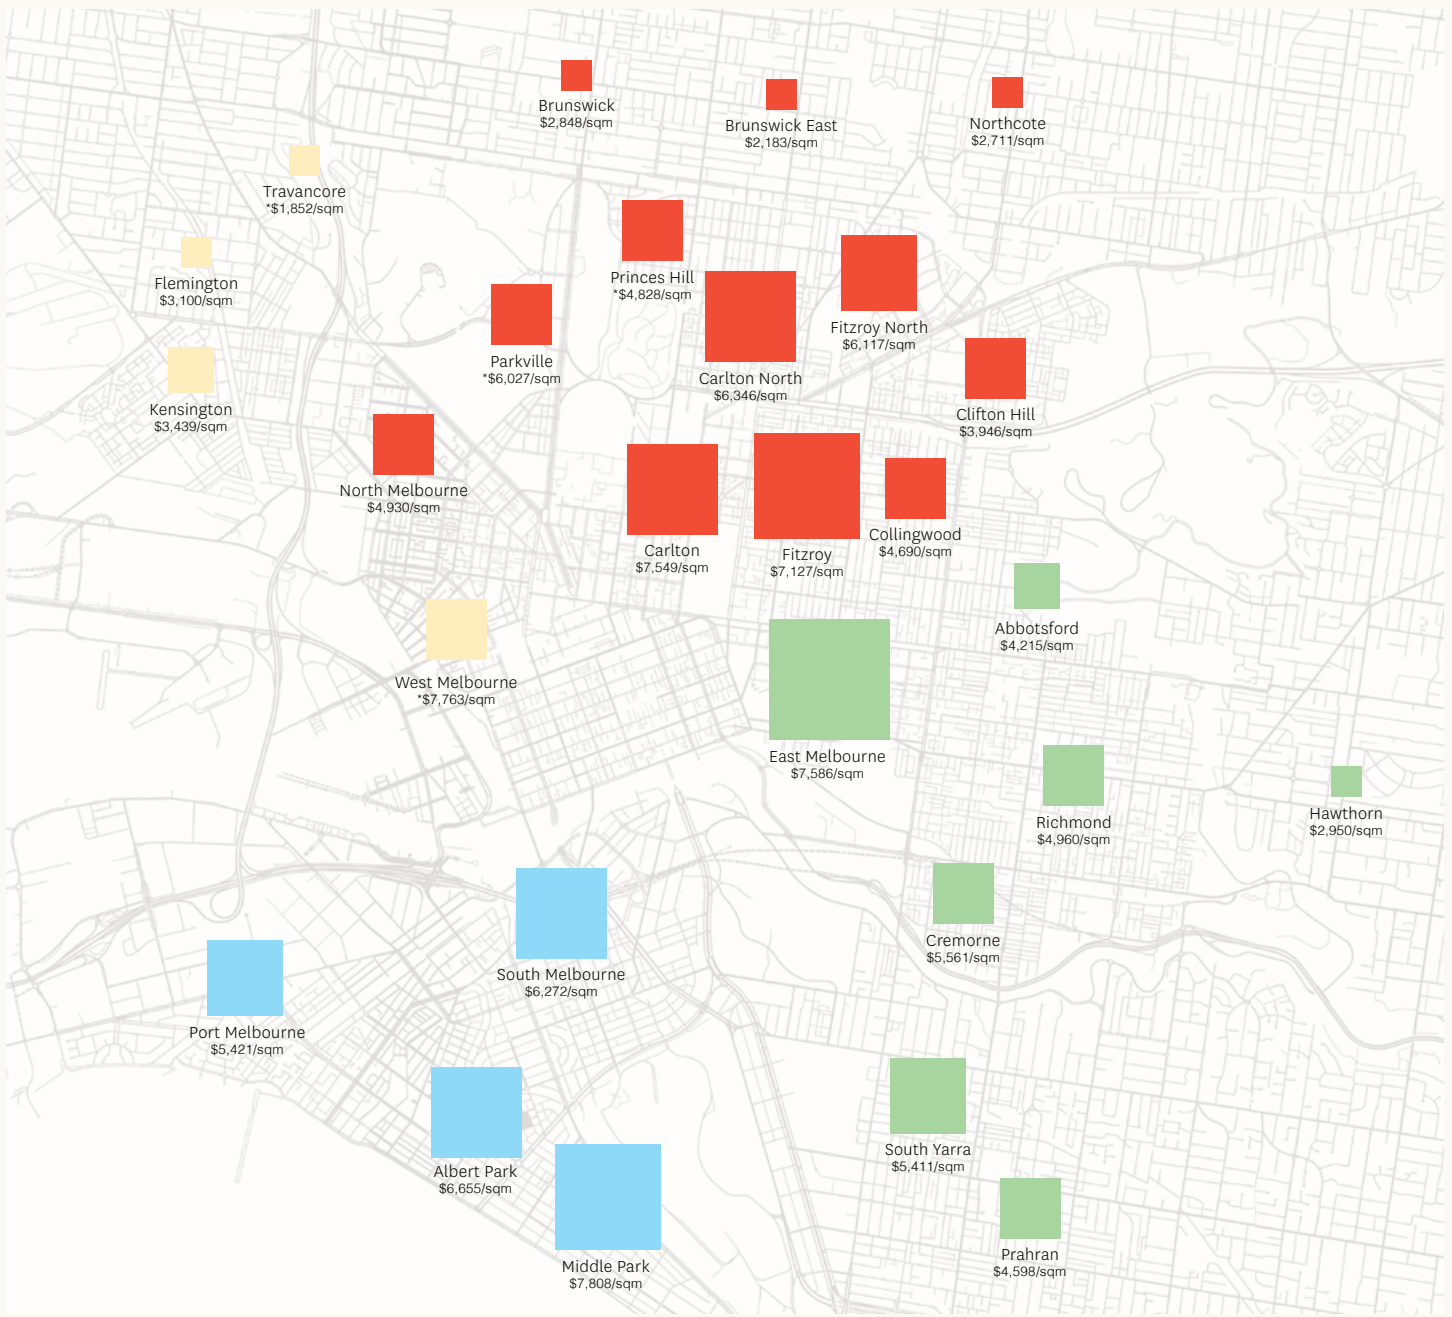 Brunswick
$2,848/sqm
Brunswick East
$2,183/sqm
Northcote
$2,711/sqm
Travancore
*$1,852/sqm
Flemington
$3,100/sqm
Princes Hill
*$4,828/sqm
Fitzroy North
$6,117/sqm
Parkville
*$6,027/sqm
Carlton North
$6,346/sqm
Clifton Hill
$3,946/sqm
Kensington
$3,439/sqm
North Melbourne
$4,930/sqm
Carlton
$7,549/sqm
Fitzroy
$7,127/sqm
Collingwood
$4,690/sqm
Abbotsford
$4,215/sqm
West Melbourne
*$7,763/sqm
East Melbourne
$7,586/sqm
Richmond
$4,960/sqm
Hawthorn
$2,950/sqm
Cremorne
$5,561/sqm
South Melbourne
$6,272/sqm
Port Melbourne
$5,421/sqm
Albert Park
$6,655/sqm
South Yarra
$5,411/sqm
Middle Park
$7,808/sqm
Prahran
$4,598/sqm